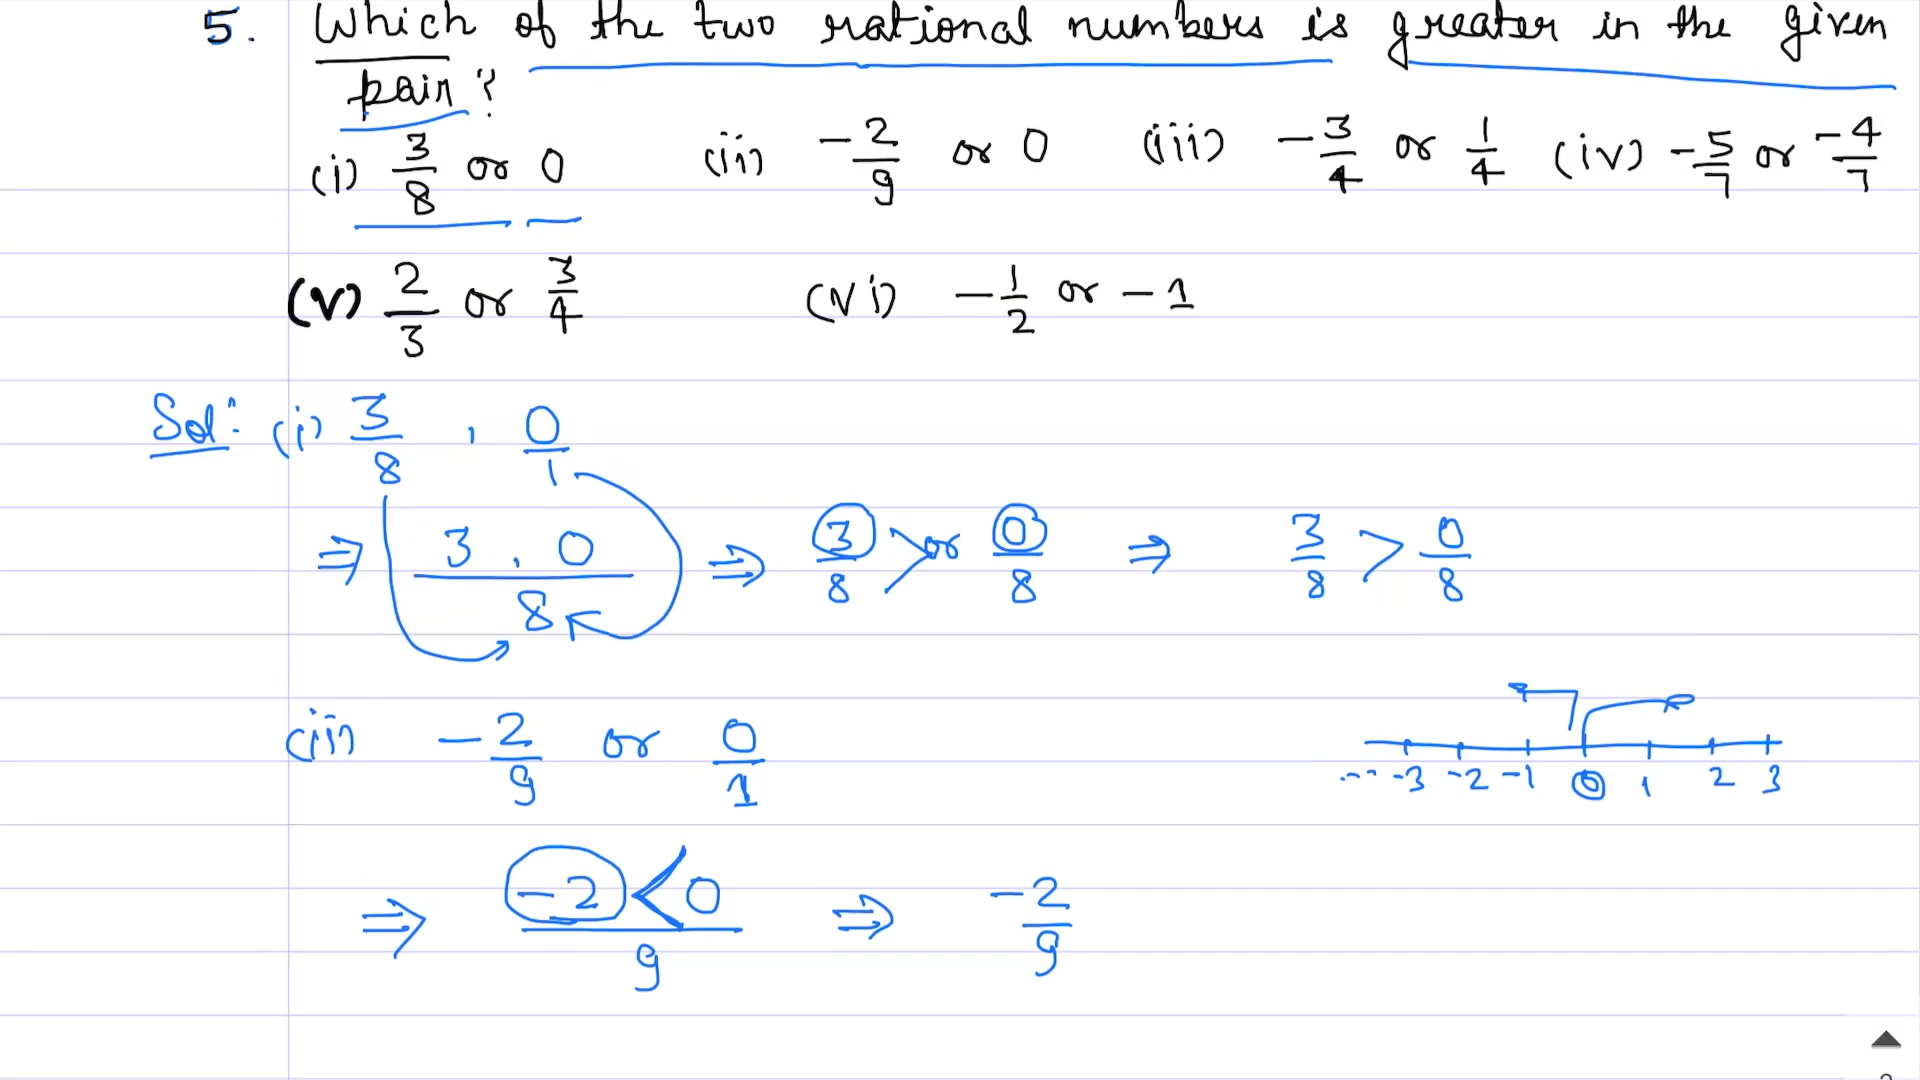 5. Which of the two rational numbers is greater in the given
pair?
(i) 3/8 or 0 (ii) -2/9 or 0 (iii) -3/4 or 1/4 (iv) -5/7 or -4/7
(v) 2/3 or 3/4 (vi) -1/2 or -1
Sol: (i) 3/8 , 0/1
⇒ 3 , 0 / 8 ⇒ 3/8 > or 0/8 ⇒ 3/8 > 0/8
(ii) -2/9 or 0/1
... -3 -2 -1 0 1 2 3
⇒ -2 < 0 / 9 ⇒ -2/9